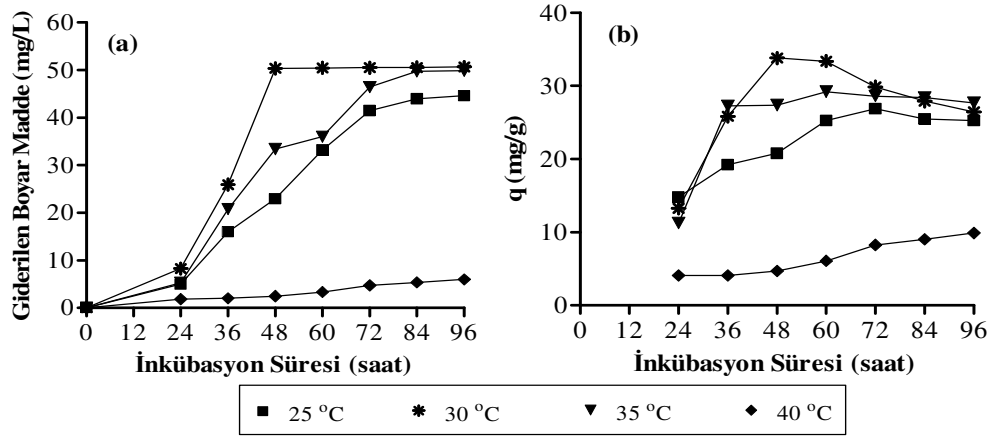 (a)
Giderilen Boyar Madde (mg/L)
60
50
40
30
20
10
0
0 12 24 36 48 60 72 84 96
İnkübasyon Süresi (saat)
(b)
q (mg/g)
40
30
20
10
0
0 12 24 36 48 60 72 84 96
İnkübasyon Süresi (saat)
25 °C 30 °C 35 °C 40 °C